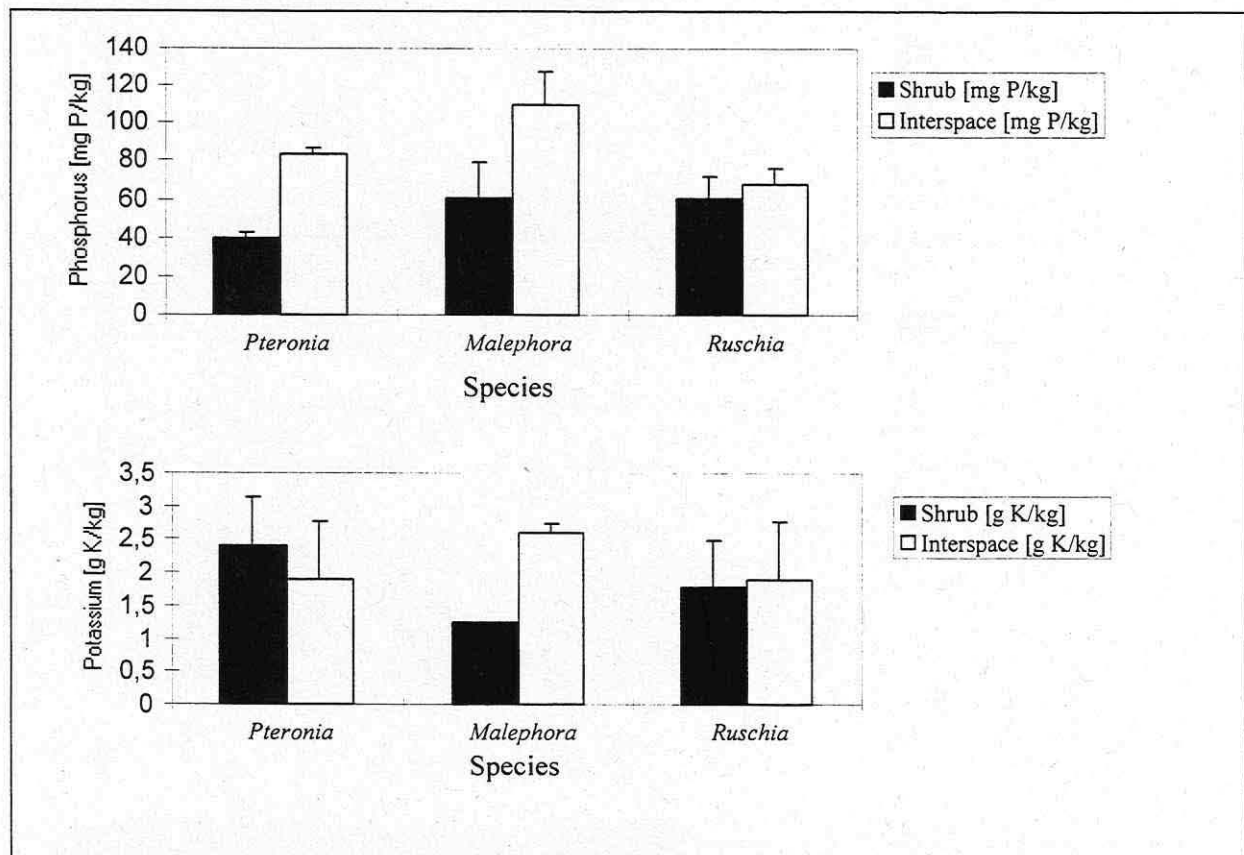 140
120
100
80
60
40
20
0
Phosphorus [mg P/kg]
Pteronia Malephora Ruschia
Species
Shrub [mg P/kg]
Interspace [mg P/kg]
3,5
3
2,5
2
1,5
1
0,5
0
Potassium [g K/kg]
Pteronia Malephora Ruschia
Species
Shrub [g K/kg]
Interspace [g K/kg]